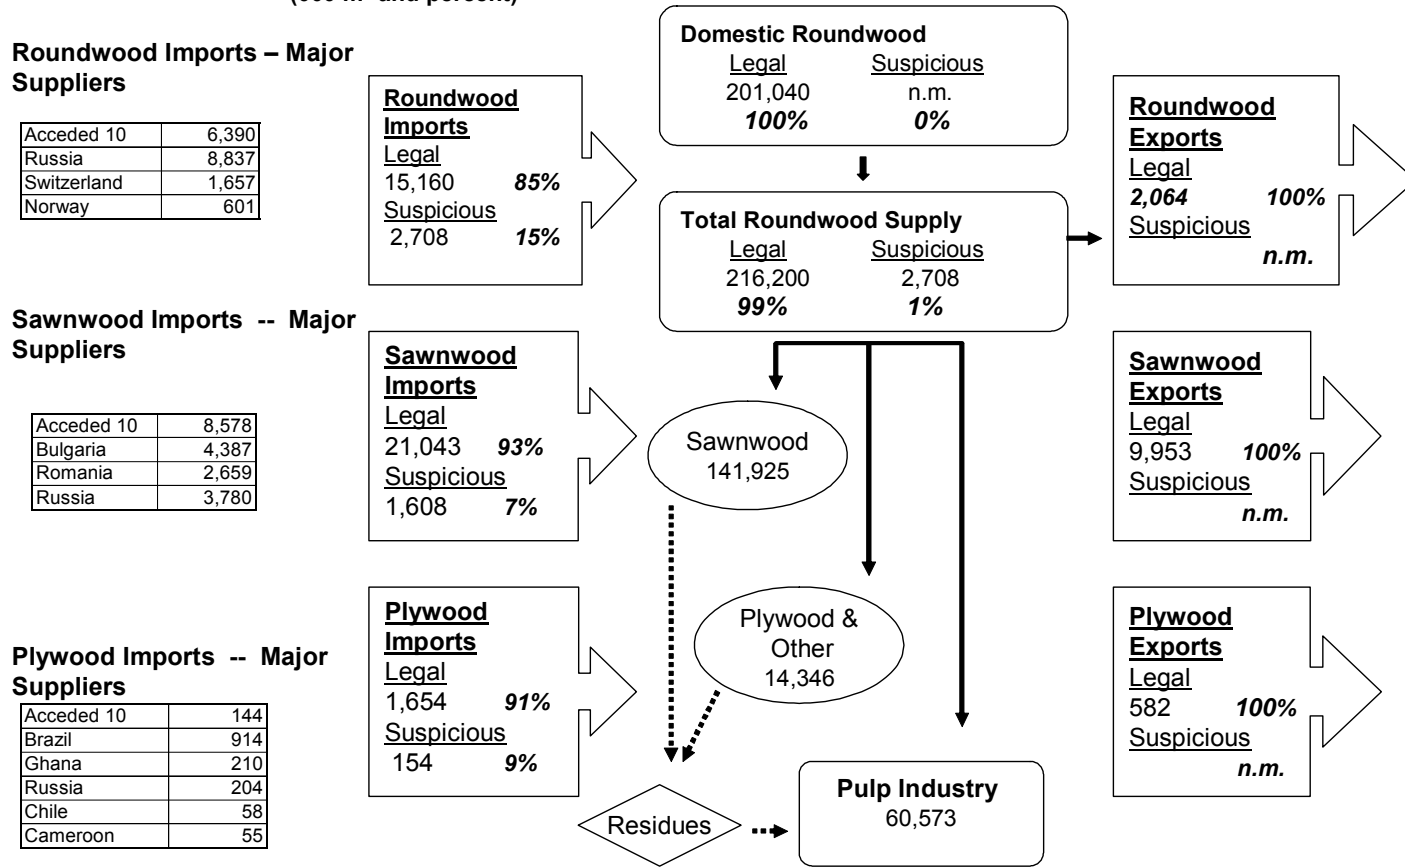 Roundwood Imports – Major
Suppliers
Acceded 10 6,390
Russia 8,837
Switzerland 1,657
Norway 601
Roundwood
Imports
Legal
15,160 85%
Suspicious
2,708 15%
Domestic Roundwood
Legal Suspicious
201,040 n.m.
100% 0%
Total Roundwood Supply
Legal Suspicious
216,200 2,708
99% 1%
Roundwood
Exports
Legal
2,064 100%
Suspicious
n.m.
Sawnwood Imports -- Major
Suppliers
Acceded 10 8,578
Bulgaria 4,387
Romania 2,659
Russia 3,780
Sawnwood
Imports
Legal
21,043 93%
Suspicious
1,608 7%
Sawnwood
141,925
Sawnwood
Exports
Legal
9,953 100%
Suspicious
n.m.
Plywood Imports -- Major
Suppliers
Acceded 10 144
Brazil 914
Ghana 210
Russia 204
Chile 58
Cameroon 55
Plywood
Imports
Legal
1,654 91%
Suspicious
154 9%
Plywood &
Other
14,346
Residues
Pulp Industry
60,573
Plywood
Exports
Legal
582 100%
Suspicious
n.m.